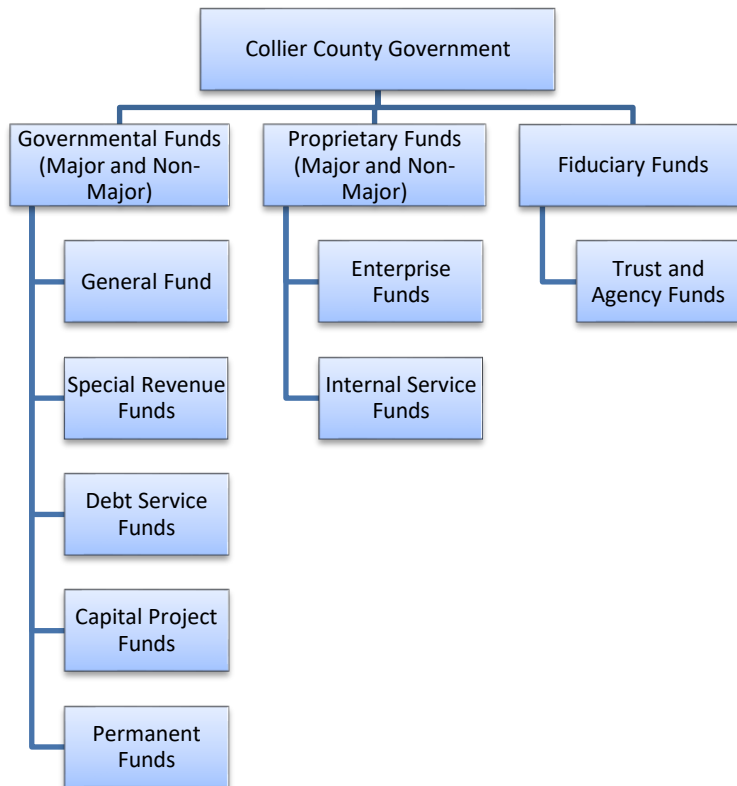 Collier County Government
Governmental Funds
(Major and Non-
Major)
Proprietary Funds
(Major and Non-
Major)
Fiduciary Funds
General Fund
Special Revenue
Funds
Debt Service
Funds
Capital Project
Funds
Permanent
Funds
Enterprise
Funds
Internal Service
Funds
Trust and
Agency Funds